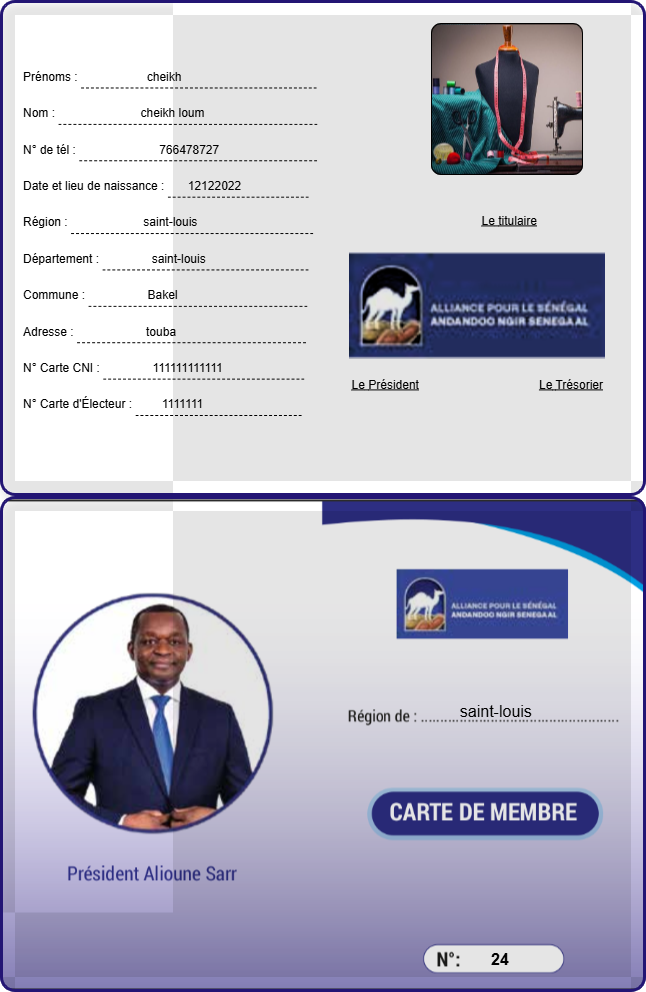 Prénoms : cheikh
Nom : cheikh loum
N° de tél : 766478727
Date et lieu de naissance : 12122022
Région : saint-louis
Département : saint-louis
Commune : Bakel
Adresse : touba
N° Carte CNI : 111111111111
N° Carte d'Électeur : 1111111
Le titulaire
ALLIANCE POUR LE SÉNÉGAL
ANDANDOO NGIR SENEGAAL
Le Président Le Trésorier
ALLIANCE POUR LE SÉNÉGAL
ANDANDOO NGIR SENEGAAL
Région de : saint-louis
CARTE DE MEMBRE
Président Alioune Sarr
N°: 24